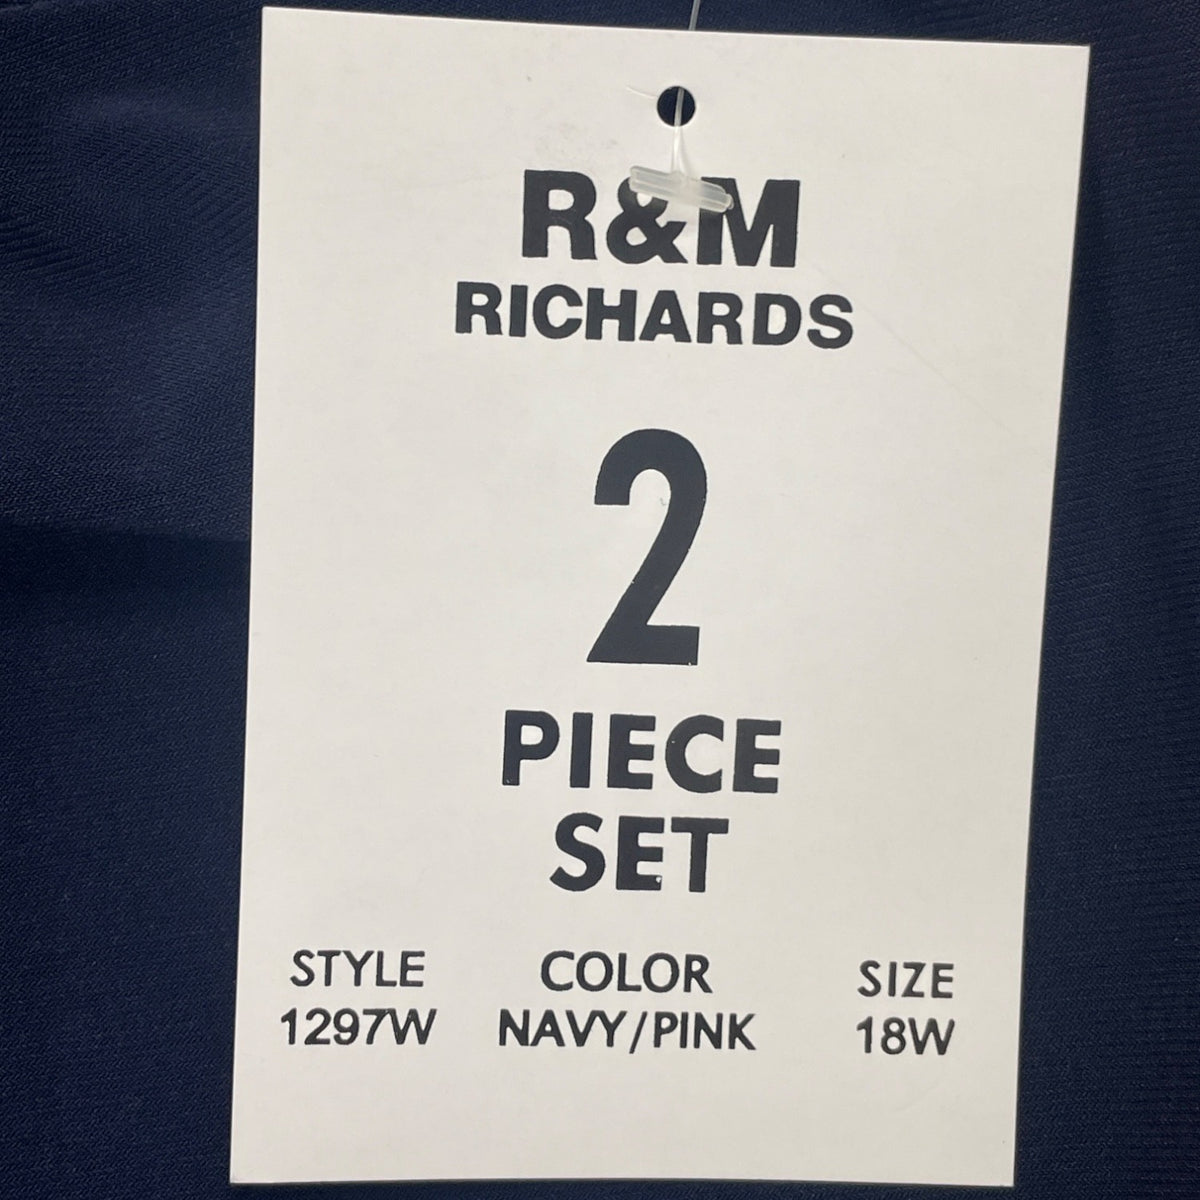 R&M
RICHARDS
2
PIECE
SET
STYLE COLOR SIZE
1297W NAVY/PINK 18W